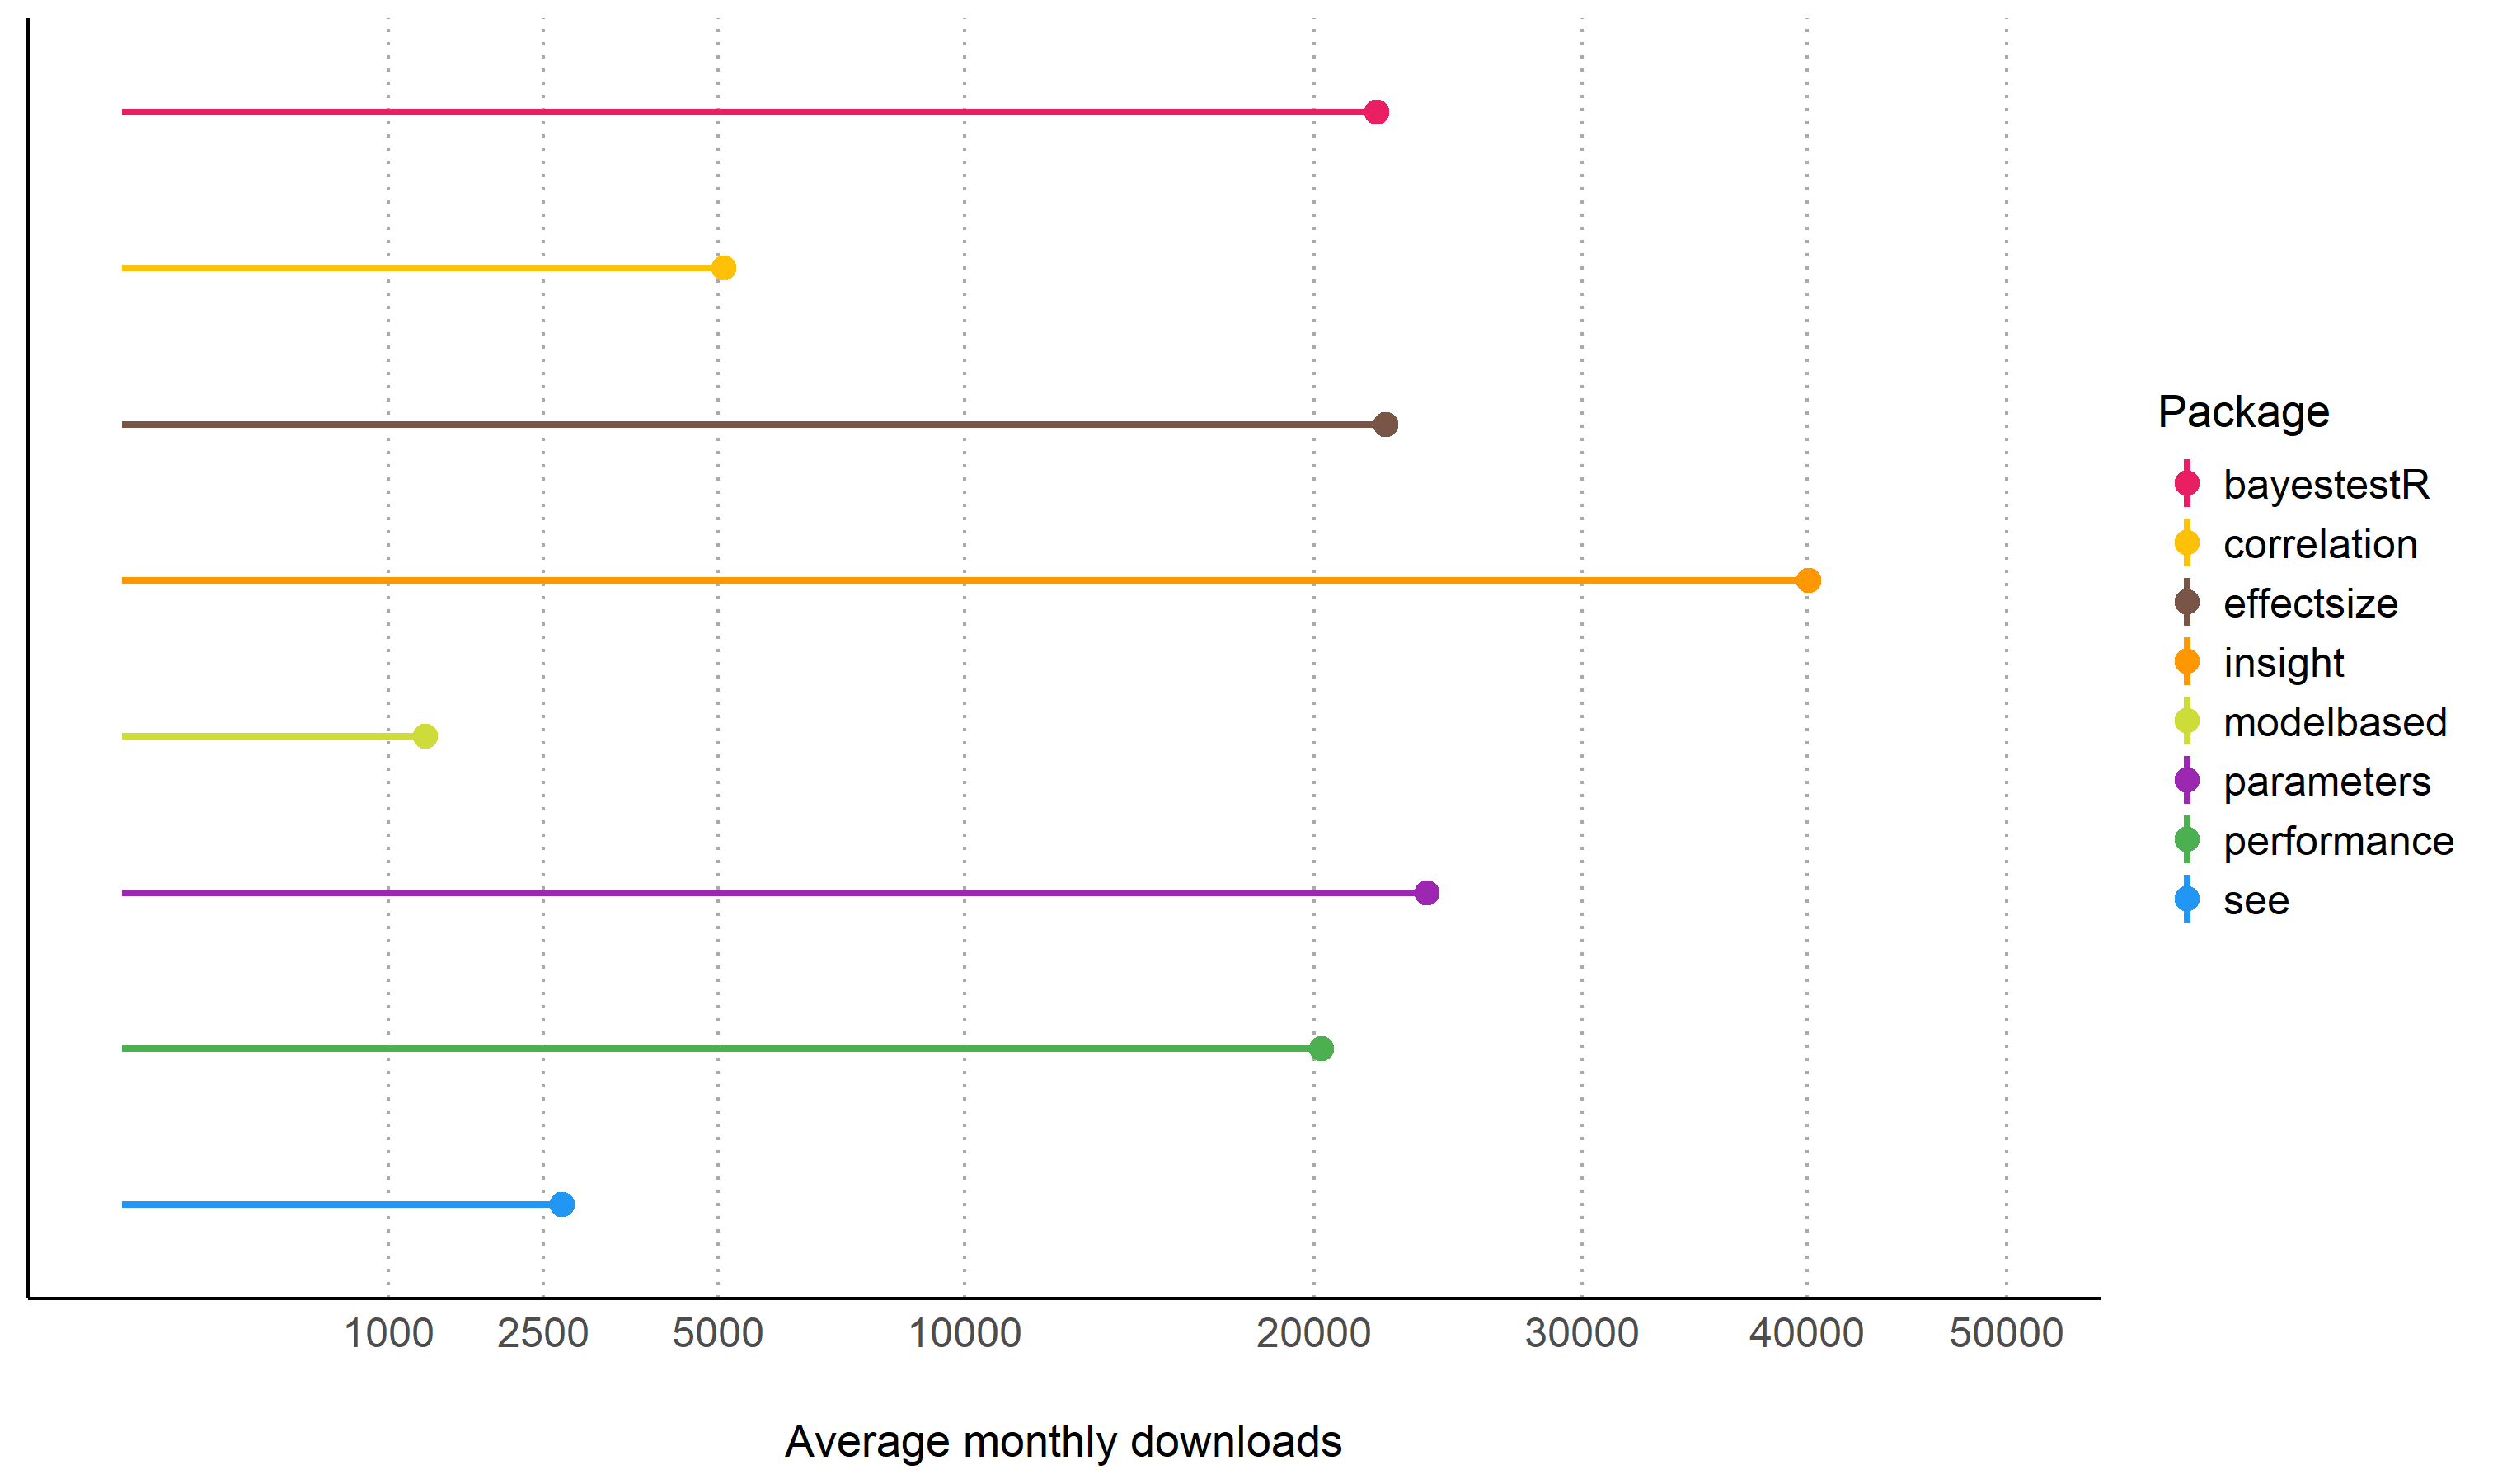 Package
bayestestR
correlation
effectsize
insight
modelbased
parameters
performance
see
1000 2500 5000 10000 20000 30000 40000 50000
Average monthly downloads